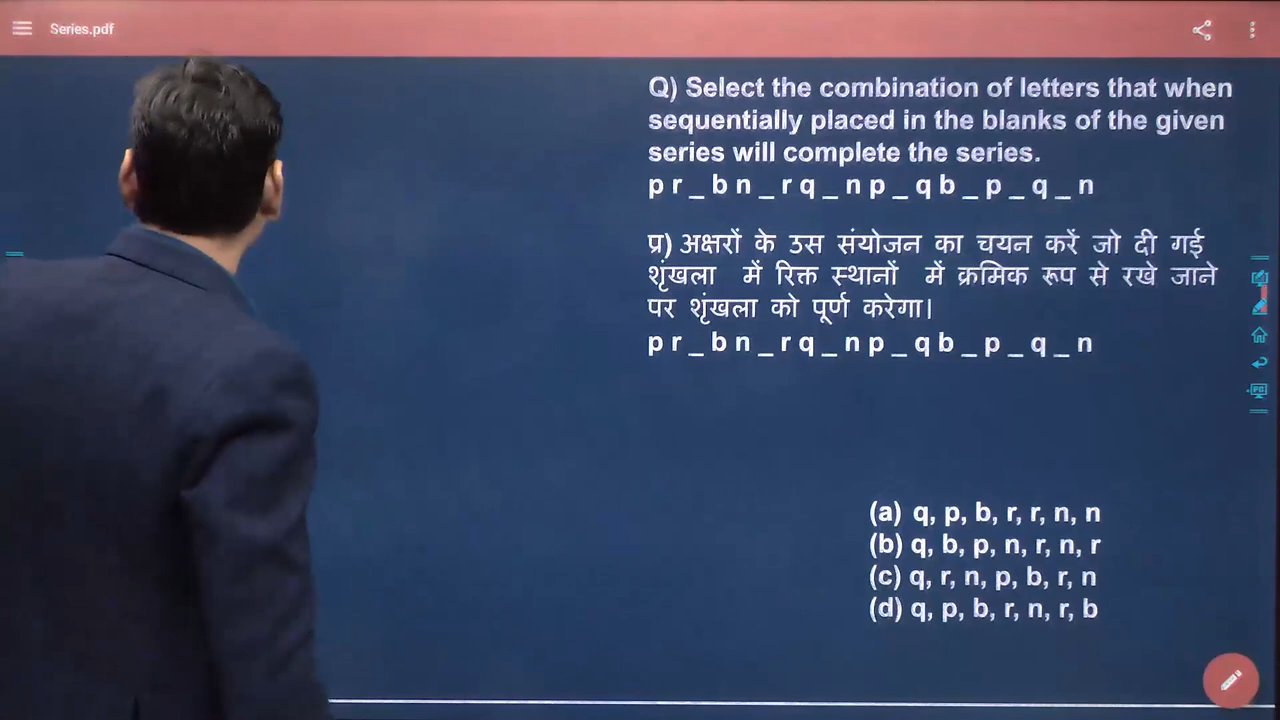 Series.pdf
Q) Select the combination of letters that when
sequentially placed in the blanks of the given
series will complete the series.
p r _ b n _ r q _ n p _ q b _ p _ q _ n
प्र) अक्षरों के उस संयोजन का चयन करें जो दी गई
शृंखला में रिक्त स्थानों में क्रमिक रूप से रखे जाने
पर शृंखला को पूर्ण करेगा।
p r _ b n _ r q _ n p _ q b _ p _ q _ n
(a) q, p, b, r, r, n, n
(b) q, b, p, n, r, n, r
(c) q, r, n, p, b, r, n
(d) q, p, b, r, n, r, b